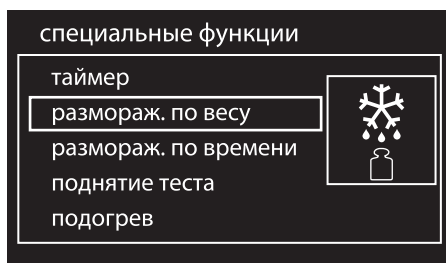 специальные функции
таймер
размораж. по весу
размораж. по времени
поднятие теста
подогрев